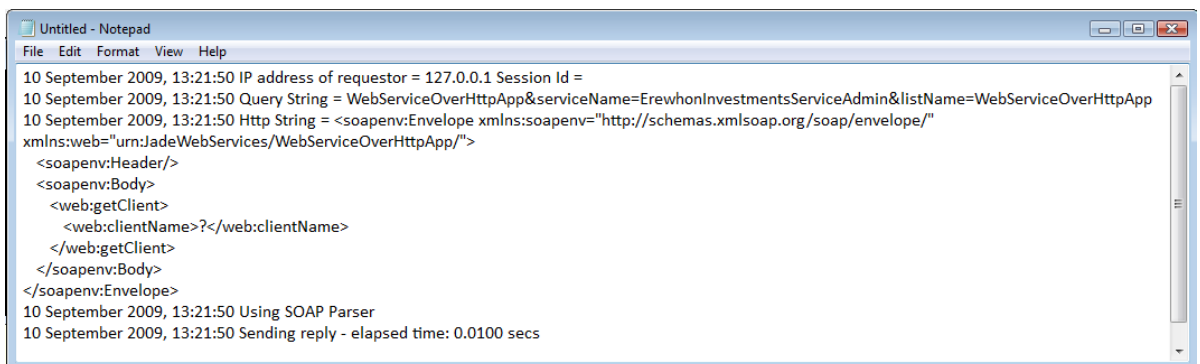 Untitled - Notepad
File Edit Format View Help
10 September 2009, 13:21:50 IP address of requestor = 127.0.0.1 Session Id =
10 September 2009, 13:21:50 Query String = WebServiceOverHttpApp&serviceName=ErewhonInvestmentsServiceAdmin&listName=WebServiceOverHttpApp
10 September 2009, 13:21:50 Http String = <soapenv:Envelope xmlns:soapenv="http://schemas.xmlsoap.org/soap/envelope/"
xmlns:web="urn:JadeWebServices/WebServiceOverHttpApp/">
<soapenv:Header/>
<soapenv:Body>
<web:getClient>
<web:clientName>?</web:clientName>
</web:getClient>
</soapenv:Body>
</soapenv:Envelope>
10 September 2009, 13:21:50 Using SOAP Parser
10 September 2009, 13:21:50 Sending reply - elapsed time: 0.0100 secs